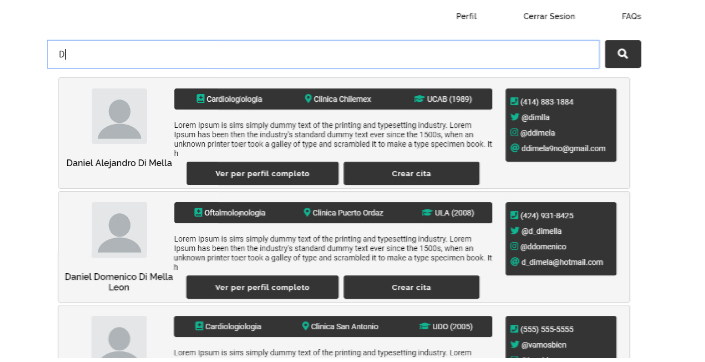 Perfil Cerrar Sesion FAQs
D
Cardiologiologia Clinica Chilemex UCAB (1989)
Lorem Ipsum is sims simply dummy text of the printing and typesetting industry. Lorem
Ipsum has been then the industry's standard dummy text ever since the 1500s, when an
unknown printer toer took a galley of type and scrambled it to make a type specimen book. It
h
Daniel Alejandro Di Mella
Ver per perfil completo Crear cita
(414) 883 1884
@dimilla
@ddimela
ddimela9no@gmail.com
Oftalmolonologia Clinica Puerto Ordaz ULA (2008)
Lorem Ipsum is sims simply dummy text of the printing and typesetting industry. Lorem
Ipsum has been then the industry's standard dummy text ever since the 1500s, when an
unknown printer toer took a galley of type and scrambled it to make a type specimen book. It
h
Daniel Domenico Di Mella
Leon
Ver per perfil completo Crear cita
(424) 931-8425
@d_dimella
@ddomenico
d_dimela@hotmail.com
Cardiologiologia Clinica San Antonio UDO (2005)
Lorem Ipsum is sims simply dummy text of the printing and typesetting industry. Lorem
(555) 555-5555
@vamosbicn